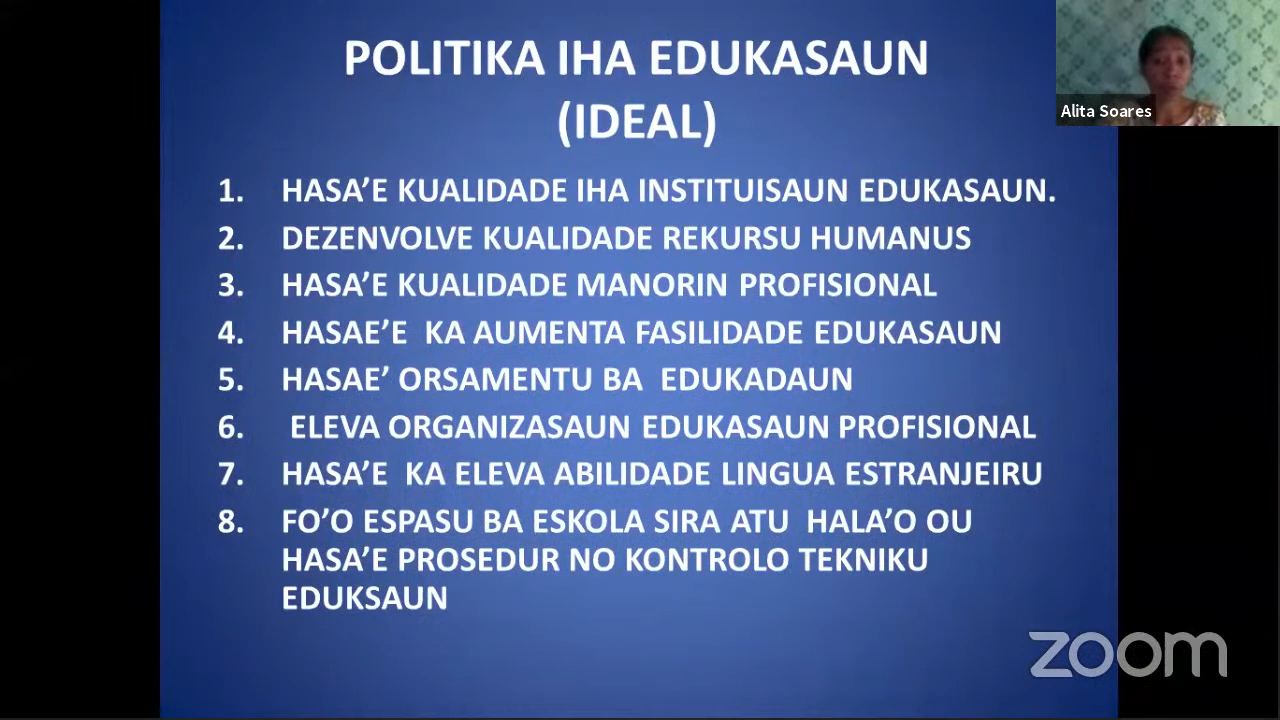 POLITIKA IHA EDUKASAUN
(IDEAL)
Alita Soares
1. HASA’E KUALIDADE IHA INSTITUISAUN EDUKASAUN.
2. DEZENVOLVE KUALIDADE REKURSU HUMANUS
3. HASA’E KUALIDADE MANORIN PROFISIONAL
4. HASAE’E KA AUMENTA FASILIDADE EDUKASAUN
5. HASAE’ ORSAMENTU BA EDUKADAUN
6. ELEVA ORGANIZASAUN EDUKASAUN PROFISIONAL
7. HASA’E KA ELEVA ABILIDADE LINGUA ESTRANJEIRU
8. FO’O ESPASU BA ESKOLA SIRA ATU HALA’O OU
HASA’E PROSEDUR NO KONTROLO TEKNIKU
EDUKSAUN
zoom